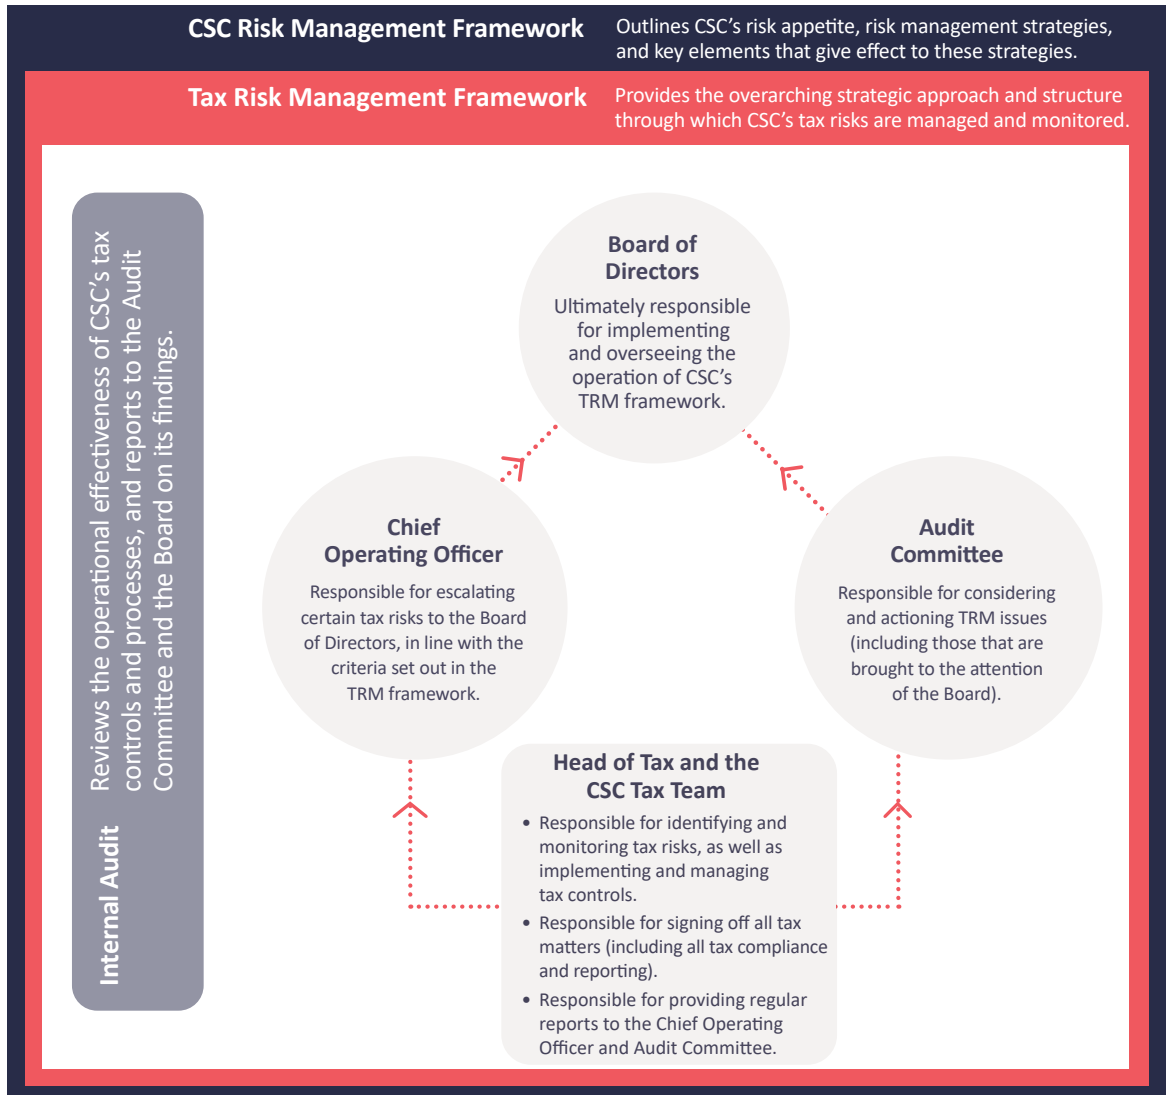 CSC Risk Management Framework
Outlines CSC's risk appetite, risk management strategies,
and key elements that give effect to these strategies.
Tax Risk Management Framework
Provides the overarching strategic approach and structure
through which CSC's tax risks are managed and monitored.
Internal Audit
Reviews the operational effectiveness of CSC's tax
controls and processes, and reports to the Audit
Committee and the Board on its findings.
Board of
Directors
Ultimately responsible
for implementing
and overseeing the
operation of CSC's
TRM framework.
Chief
Operating Officer
Responsible for escalating
certain tax risks to the Board
of Directors, in line with the
criteria set out in the
TRM framework.
Audit
Committee
Responsible for considering
and actioning TRM issues
(including those that are
brought to the attention
of the Board).
Head of Tax and the
CSC Tax Team
• Responsible for identifying and
monitoring tax risks, as well as
implementing and managing
tax controls.
• Responsible for signing off all tax
matters (including all tax compliance
and reporting).
• Responsible for providing regular
reports to the Chief Operating
Officer and Audit Committee.